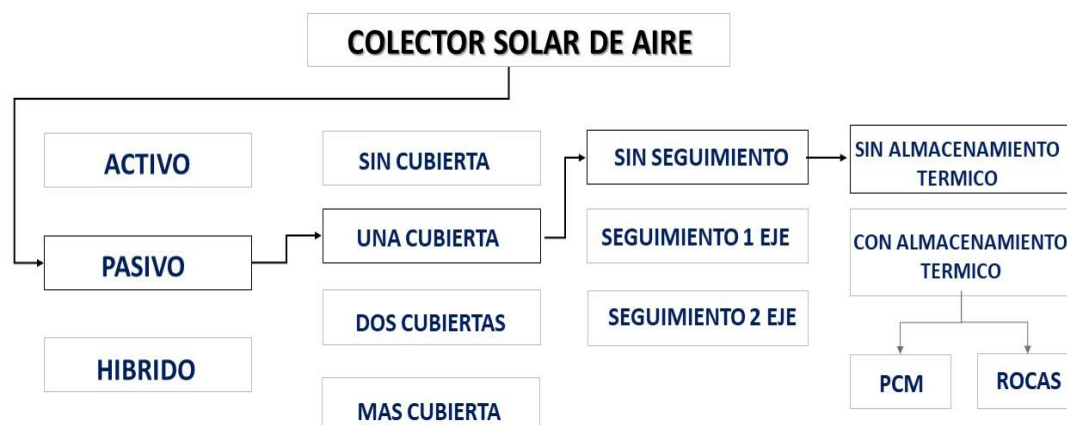 COLECTOR SOLAR DE AIRE
ACTIVO
PASIVO
HIBRIDO
SIN CUBIERTA
UNA CUBIERTA
DOS CUBIERTAS
MAS CUBIERTA
SIN SEGUIMIENTO
SEGUIMIENTO 1 EJE
SEGUIMIENTO 2 EJE
SIN ALMACENAMIENTO
TERMICO
CON ALMACENAMIENTO
TERMICO
PCM
ROCAS